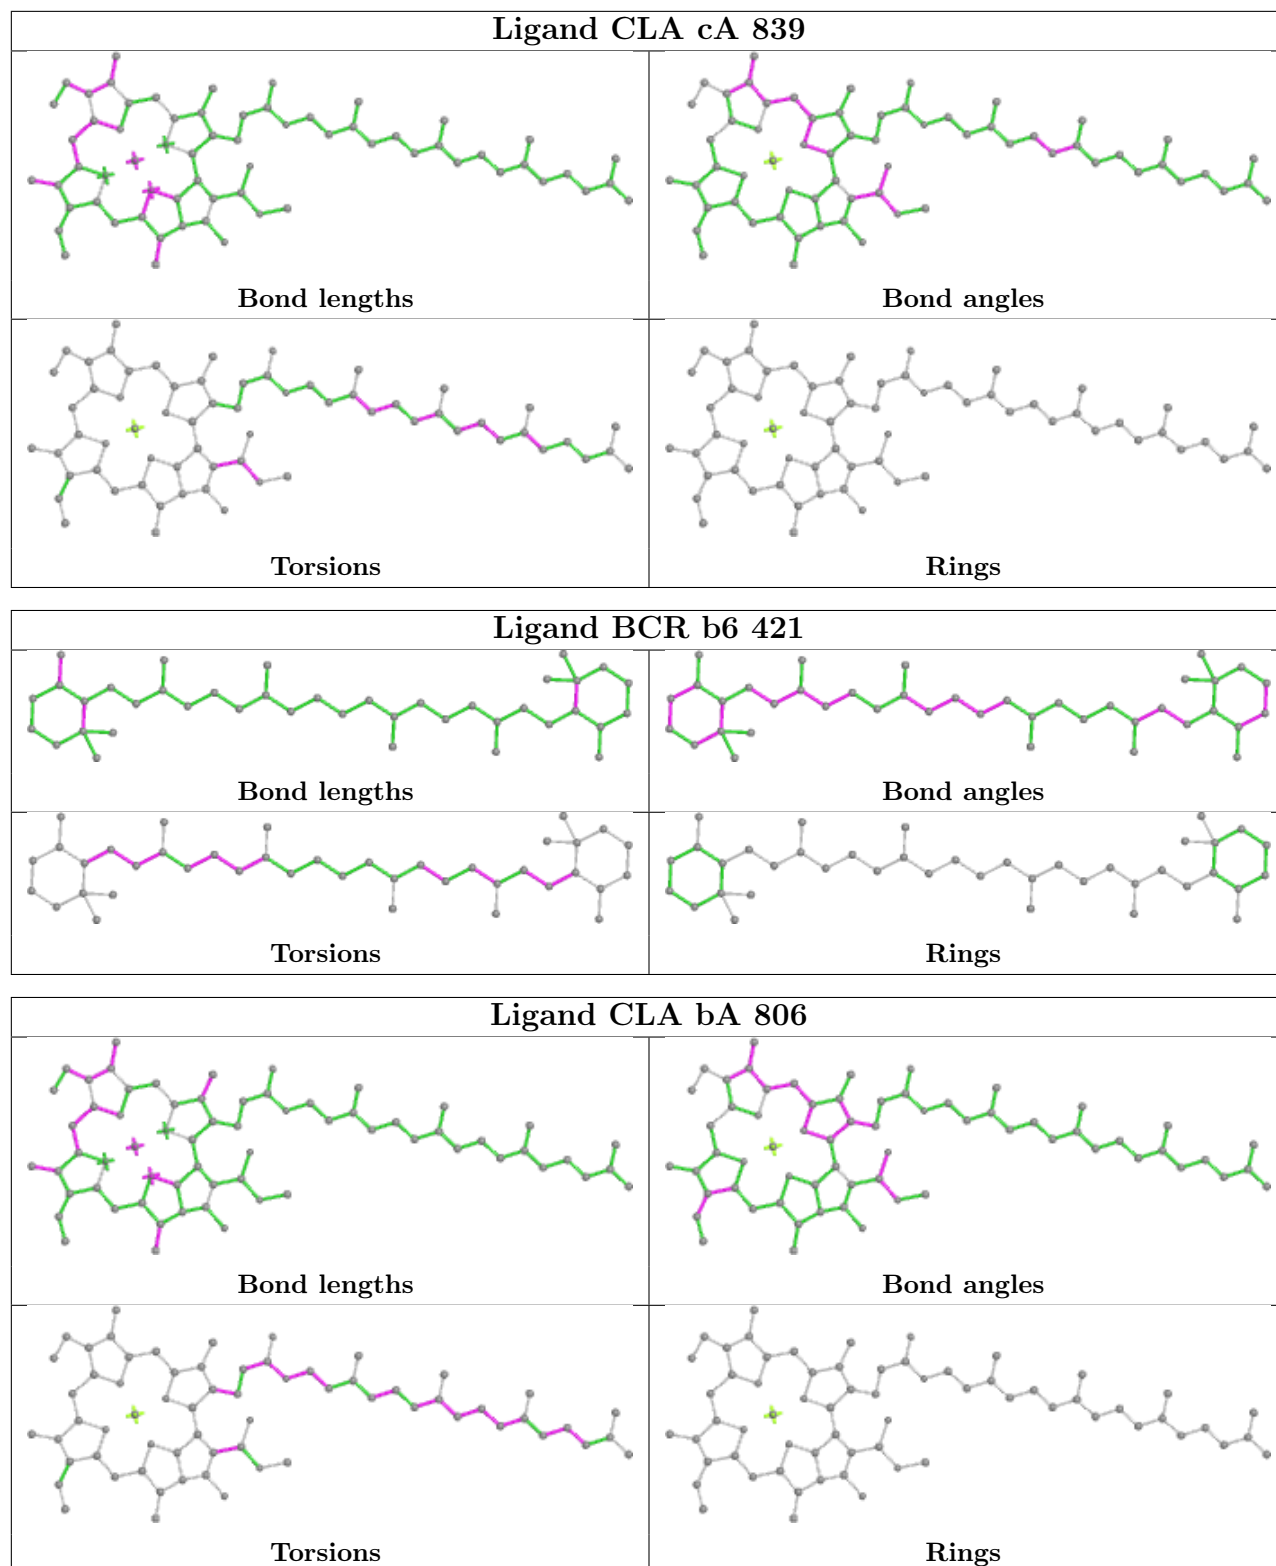 Ligand CLA cA 839
Bond lengths
Bond angles
Torsions
Rings
Ligand BCR b6 421
Bond lengths
Bond angles
Torsions
Rings
Ligand CLA bA 806
Bond lengths
Bond angles
Torsions
Rings